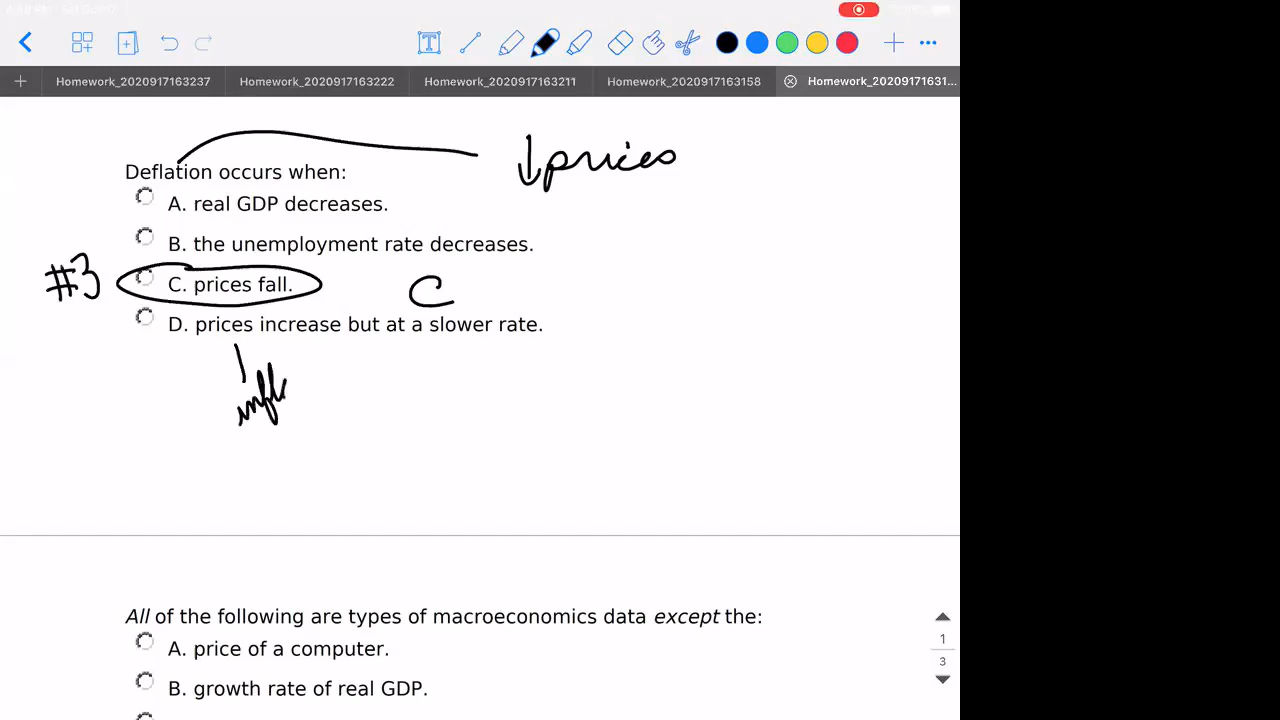 Homework_2020917163237
Homework_2020917163222
Homework_2020917163211
Homework_2020917163158
Homework_20209171631...
↓prices
Deflation occurs when:
A. real GDP decreases.
B. the unemployment rate decreases.
#3
C. prices fall.
C
D. prices increase but at a slower rate.
infl
All of the following are types of macroeconomics data except the:
1
A. price of a computer.
3
B. growth rate of real GDP.